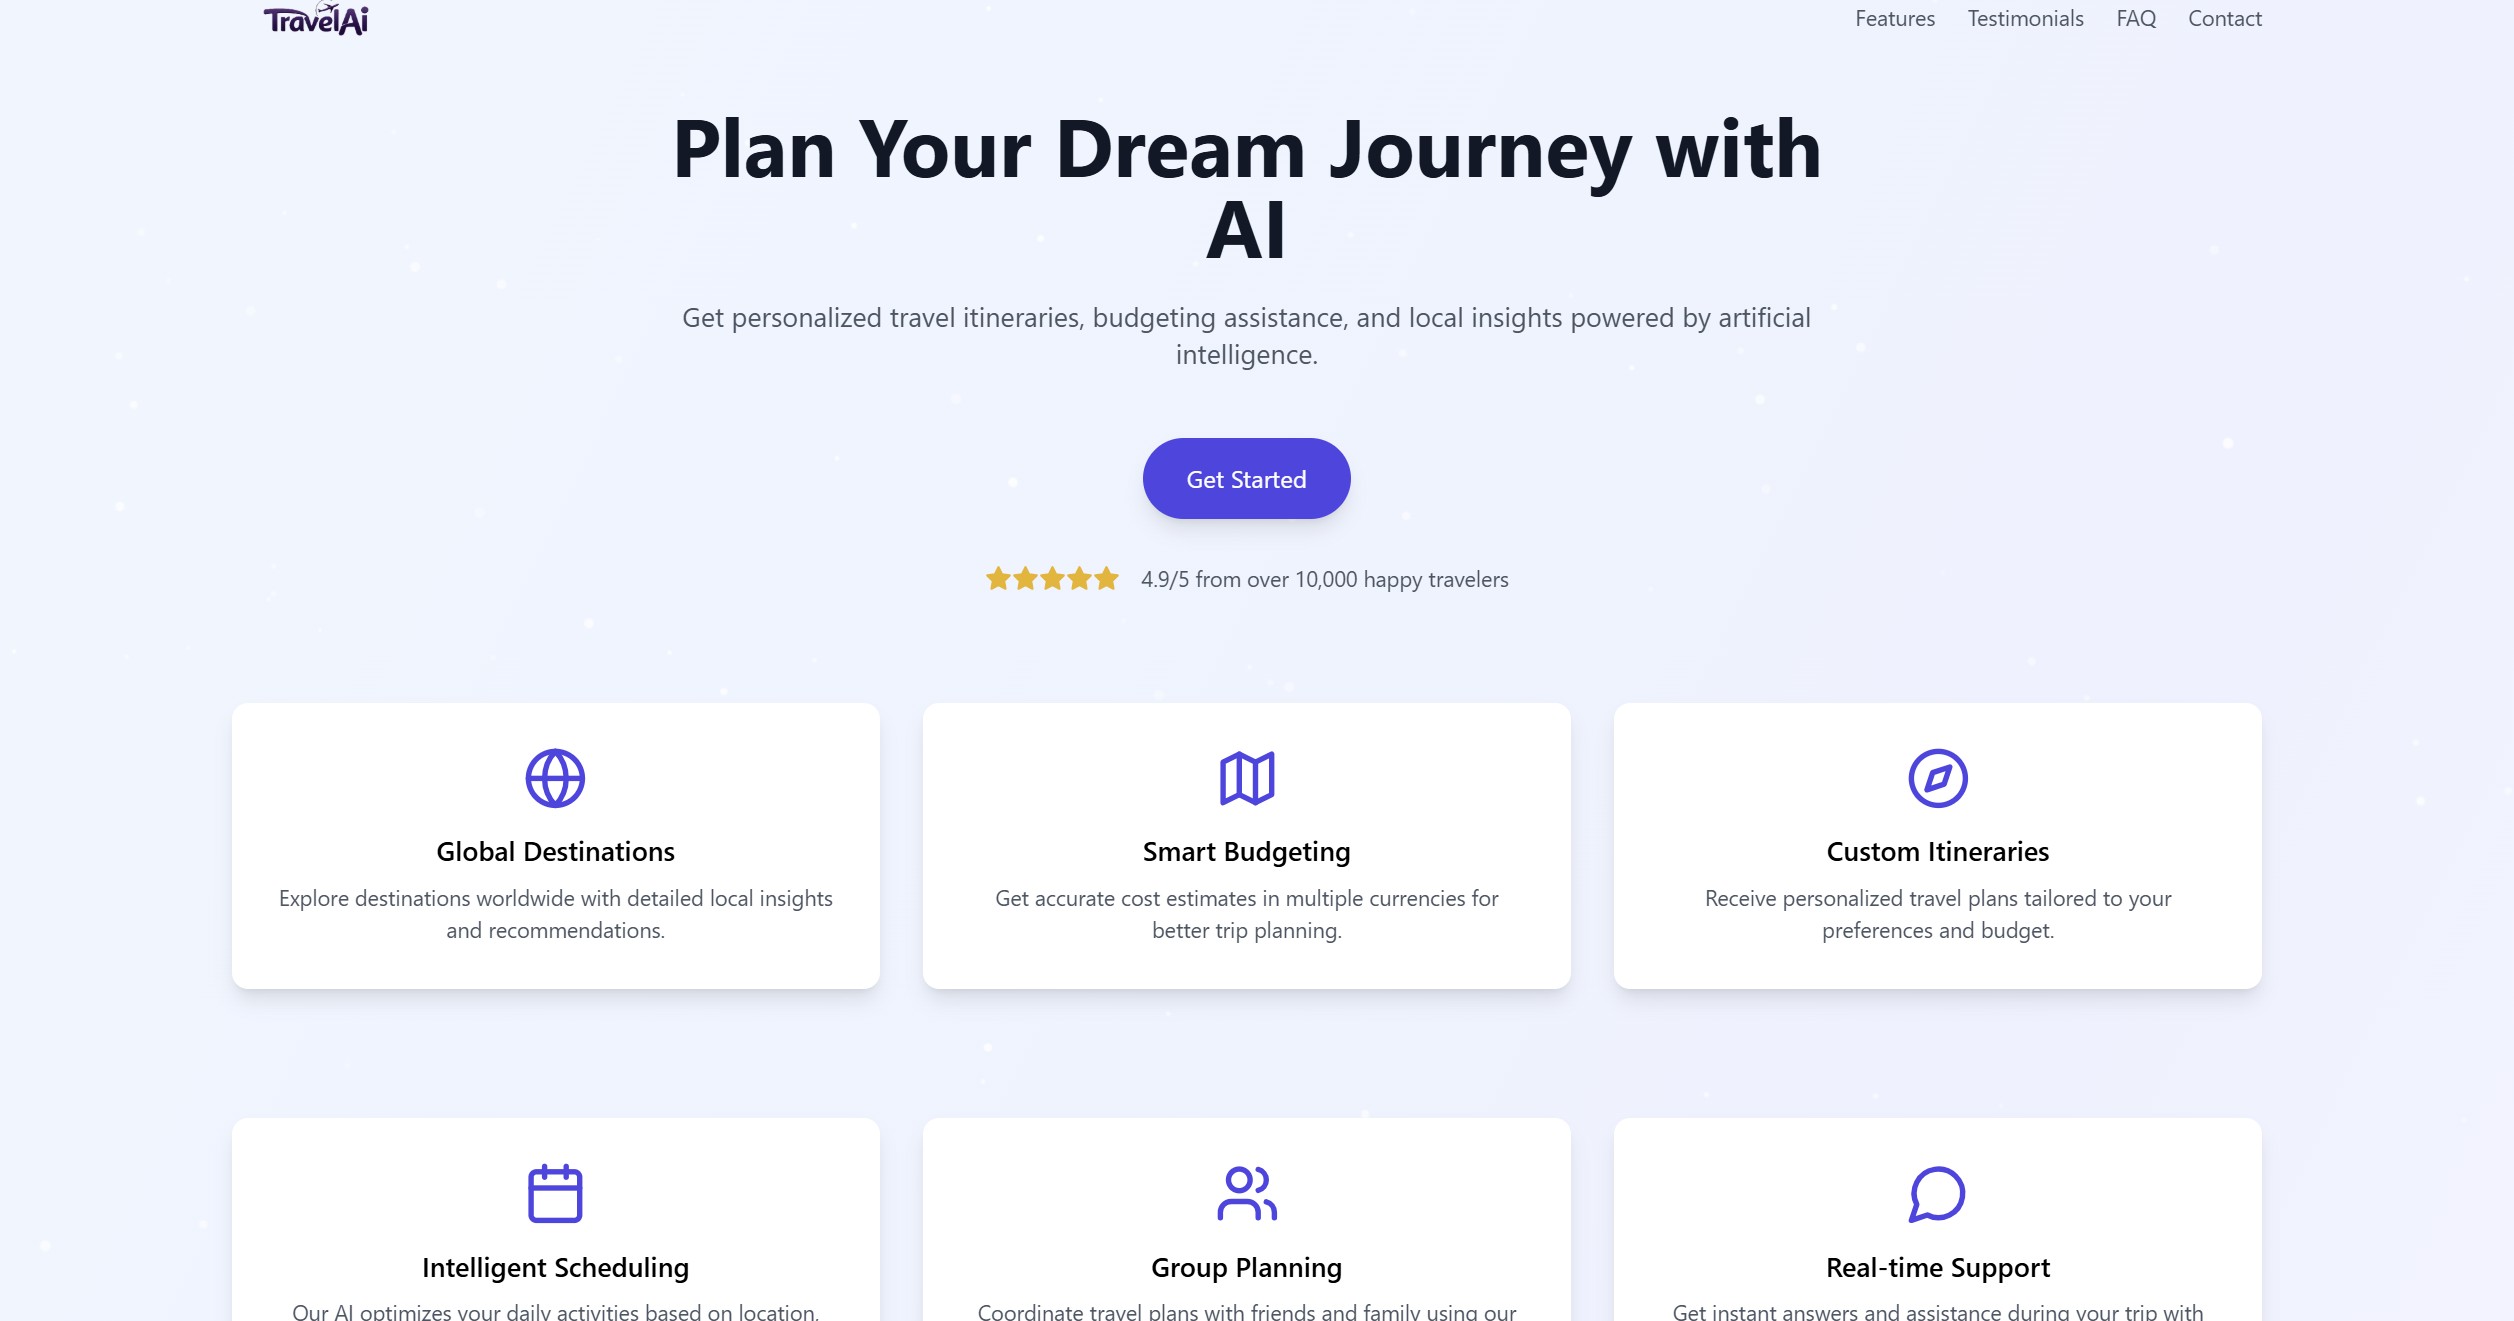 TravelAi
Features Testimonials FAQ Contact
Plan Your Dream Journey with
AI
Get personalized travel itineraries, budgeting assistance, and local insights powered by artificial
intelligence.
Get Started
4.9/5 from over 10,000 happy travelers
Global Destinations
Explore destinations worldwide with detailed local insights
and recommendations.
Smart Budgeting
Get accurate cost estimates in multiple currencies for
better trip planning.
Custom Itineraries
Receive personalized travel plans tailored to your
preferences and budget.
Intelligent Scheduling
Our AI optimizes your daily activities based on location,
Group Planning
Coordinate travel plans with friends and family using our
Real-time Support
Get instant answers and assistance during your trip with